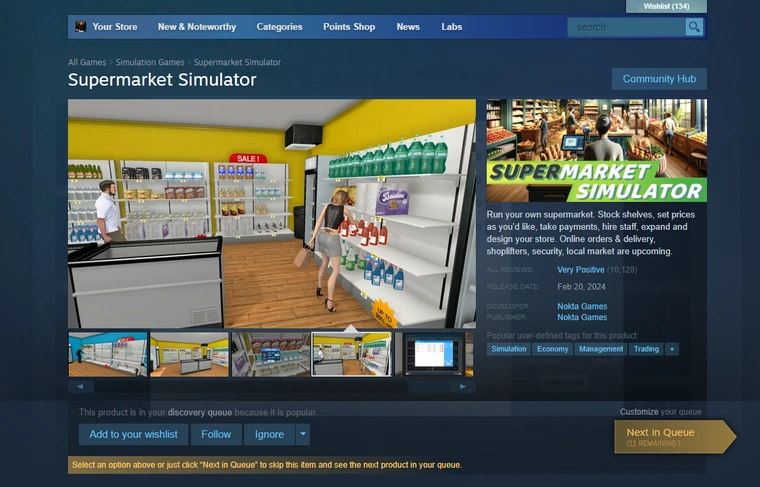 Wishlist (134)
Your Store New & Noteworthy Categories Points Shop News Labs search
All Games > Simulation Games > Supermarket Simulator
Supermarket Simulator
Community Hub
SALE !
SUPERMARKET
SIMULATOR
Run your own supermarket. Stock shelves, set prices
as you'd like, take payments, hire staff, expand and
design your store. Online orders & delivery,
shoplifters, security, local market are upcoming.
ALL REVIEWS: Very Positive (10,128)
RELEASE DATE: Feb 20, 2024
DEVELOPER: Nokta Games
PUBLISHER: Nokta Games
Popular user-defined tags for this product:
Simulation Economy Management Trading +
UP TO
This product is in your discovery queue because it is popular
Customize your queue
Add to your wishlist Follow Ignore
Next in Queue
(11 REMAINING )
Select an option above or just click "Next in Queue" to skip this item and see the next product in your queue.